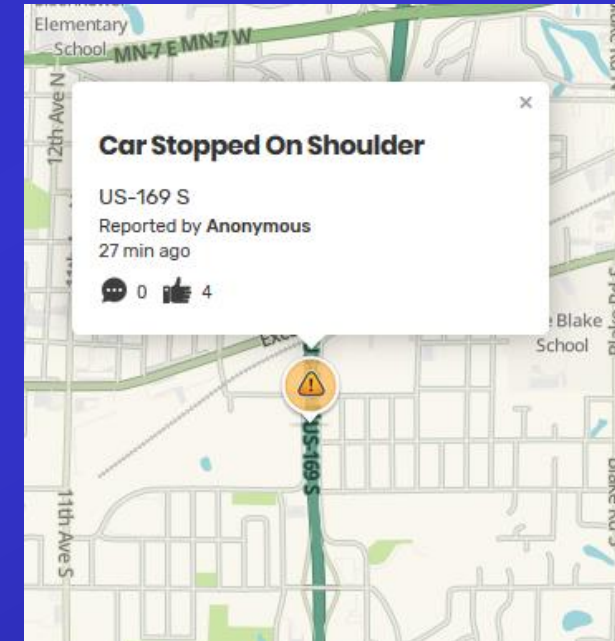 Elementary
School
MN-7 E MN-7 W
12th Ave N
×
Car Stopped On Shoulder
US-169 S
Reported by Anonymous
27 min ago
0 4
Blake
School
US-169 S
11th Ave S